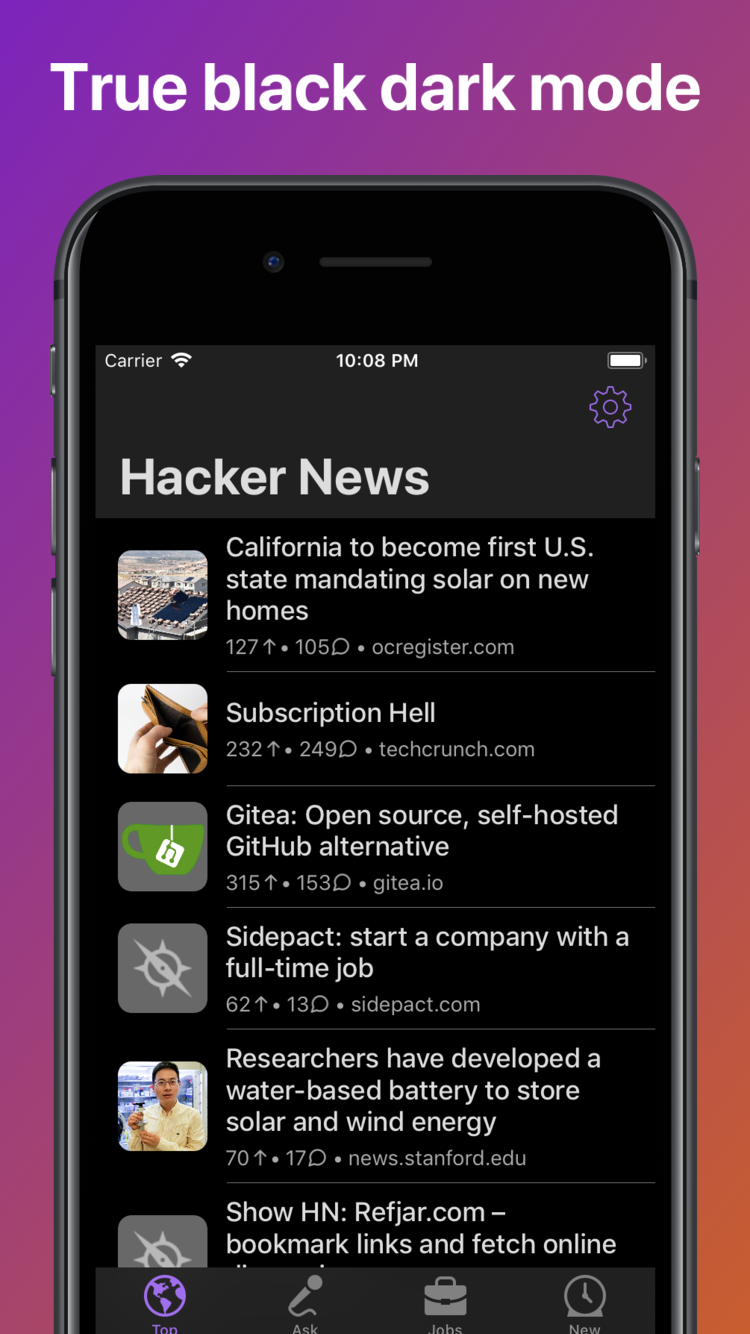 True black dark mode
Carrier
10:08 PM
Hacker News
California to become first U.S.
state mandating solar on new
homes
127↑ • 105 • ocregister.com
Subscription Hell
232↑ • 249 • techcrunch.com
Gitea: Open source, self-hosted
GitHub alternative
315↑ • 153 • gitea.io
Sidepact: start a company with a
full-time job
62↑ • 13 • sidepact.com
Researchers have developed a
water-based battery to store
solar and wind energy
70↑ • 17 • news.stanford.edu
Show HN: Refjar.com –
bookmark links and fetch online
Top
Ask
Jobs
New